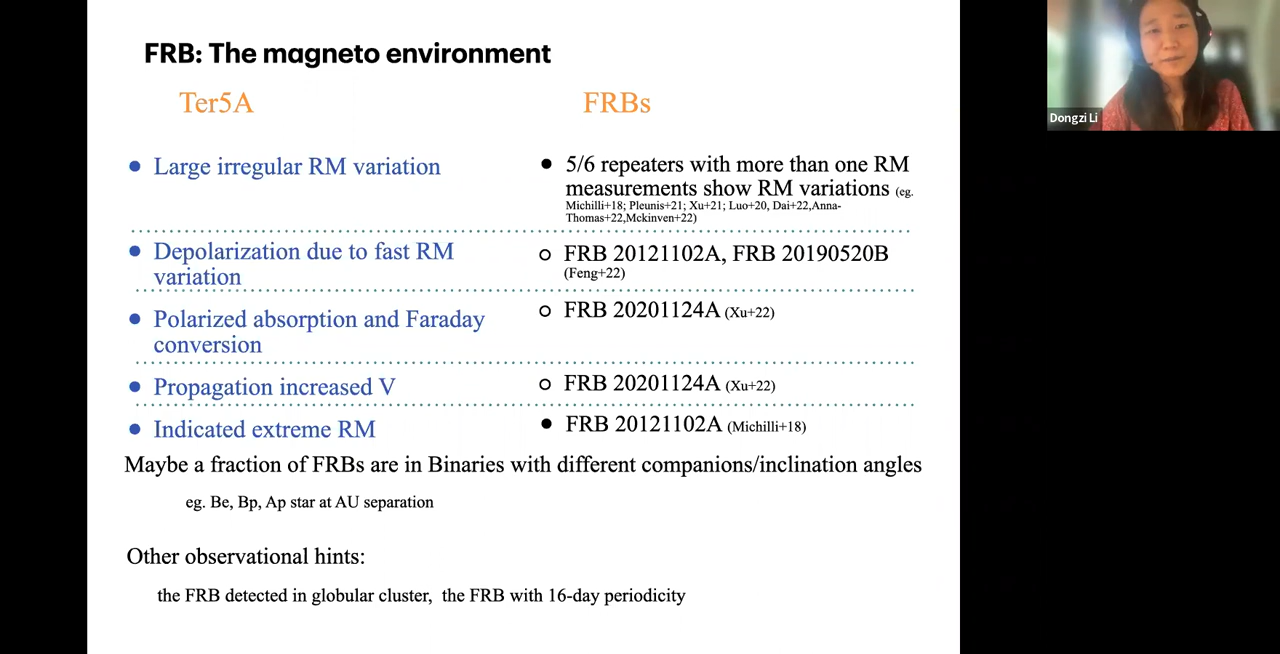 FRB: The magneto environment
Ter5A
FRBs
● Large irregular RM variation
● 5/6 repeaters with more than one RM
measurements show RM variations (eg.
Michilli+18; Pleunis+21; Xu+21; Luo+20, Dai+22,Anna-
Thomas+22,Mckinven+22)
● Depolarization due to fast RM
variation
○ FRB 20121102A, FRB 20190520B
(Feng+22)
● Polarized absorption and Faraday
conversion
○ FRB 20201124A (Xu+22)
● Propagation increased V
○ FRB 20201124A (Xu+22)
● Indicated extreme RM
● FRB 20121102A (Michilli+18)
Maybe a fraction of FRBs are in Binaries with different companions/inclination angles
eg. Be, Bp, Ap star at AU separation
Other observational hints:
the FRB detected in globular cluster, the FRB with 16-day periodicity
Dongzi Li